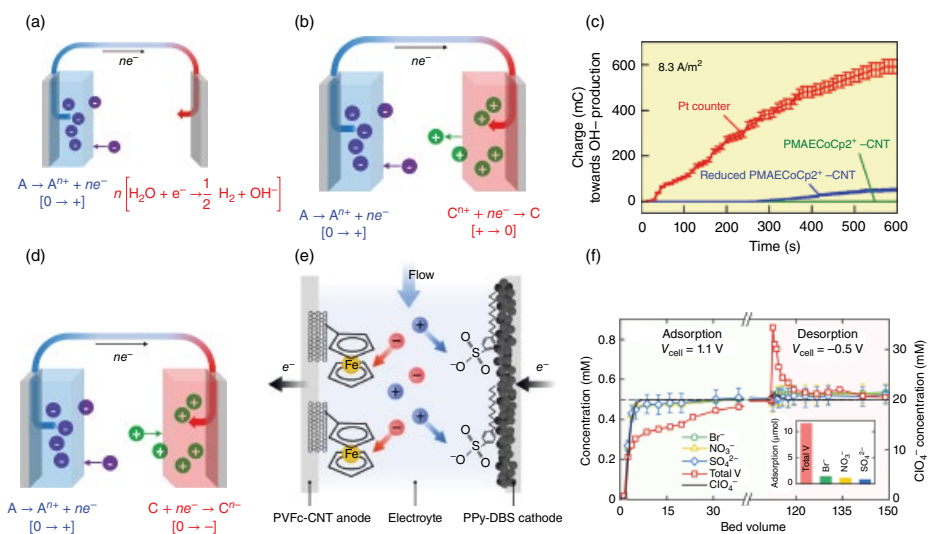 (a)
ne⁻
A → Aⁿ⁺ + ne⁻
[0 → +]
n [H₂O + e⁻ → 1/2 H₂ + OH⁻]
(b)
ne⁻
A → Aⁿ⁺ + ne⁻
[0 → +]
Cⁿ⁺ + ne⁻ → C
[+ → 0]
(c)
Charge (mC)
towards OH– production
600
400
200
0
8.3 A/m²
Pt counter
PMAECoCp2⁺ –CNT
Reduced PMAECoCp2⁺ –CNT
0 100 200 300 400 500 600
Time (s)
(d)
ne⁻
A → Aⁿ⁺ + ne⁻
[0 → +]
C + ne⁻ → Cⁿ⁻
[0 → −]
(e)
Flow
e⁻
Fe
Fe
⁻O
S
O
O
⁻O
S
O
O
e⁻
PVFc-CNT anode
Electroyte
PPy-DBS cathode
(f)
Concentration (mM)
0.8
0.6
0.4
0.2
0
Adsorption
V_cell = 1.1 V
Desorption
V_cell = −0.5 V
Br⁻
NO₃⁻
SO₄²⁻
Total V
ClO₄⁻
Adsorption (μmol)
10
5
0
Total V
Br⁻
NO₃⁻
SO₄²⁻
30
20
10
0
ClO₄⁻ concentration (mM)
0 10 20 30 120 135 150
Bed volume